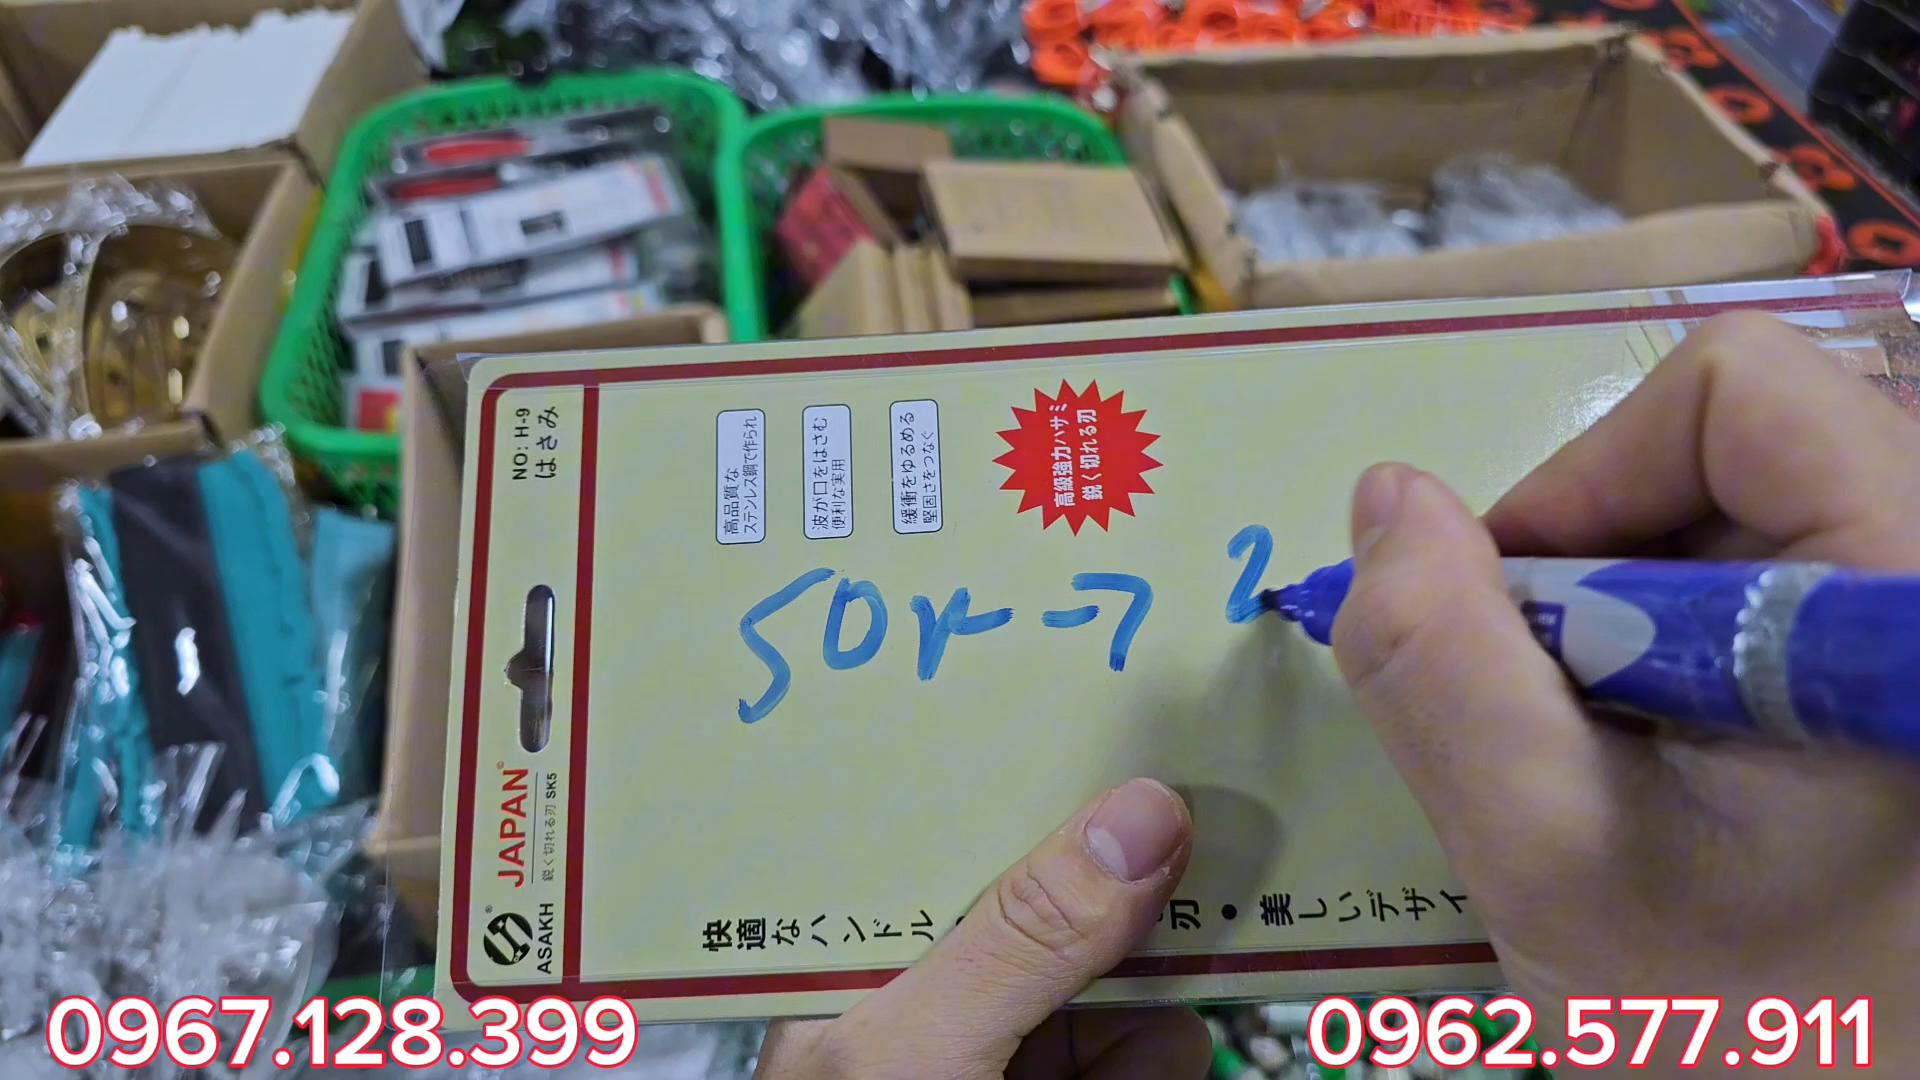 NO: H-9
はさみ
JAPAN©
鋭く切れる刃 SK5
ASAKH®
高品質な
ステンレス鋼で作られ
波が口をはさむ
便利な実用
緩衝をゆるめる
堅固さをつなぐ
高級強力ハサミ
鋭く切れる刃
50k → 2
快適なハンドル
刃・美しいデザイ
0967.128.399
0962.577.911